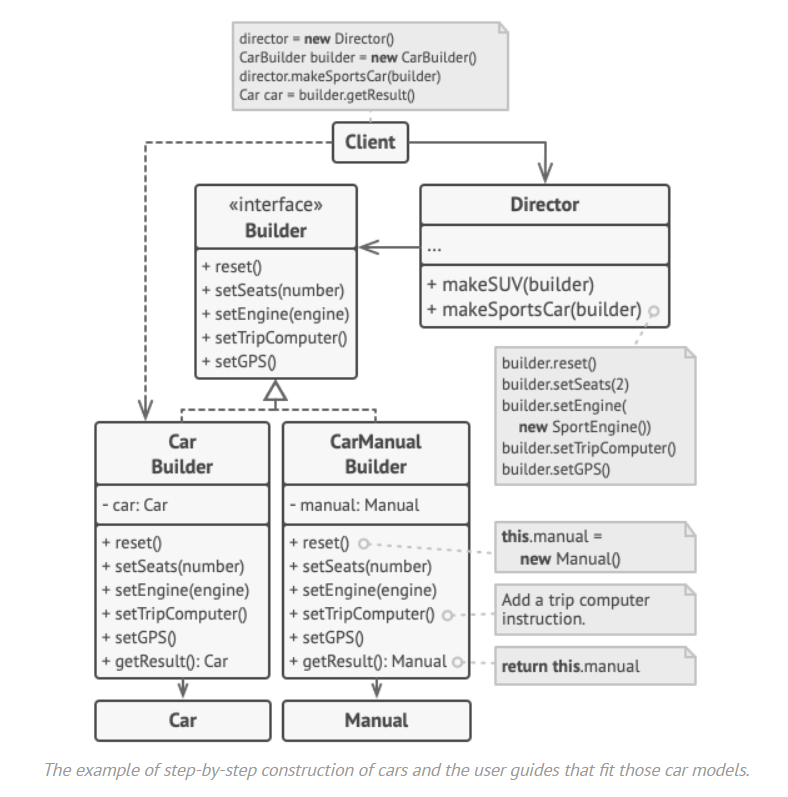 director = new Director()
CarBuilder builder = new CarBuilder()
director.makeSportsCar(builder)
Car car = builder.getResult()
Client
«interface»
Builder
+ reset()
+ setSeats(number)
+ setEngine(engine)
+ setTripComputer()
+ setGPS()
Director
...
+ makeSUV(builder)
+ makeSportsCar(builder)
builder.reset()
builder.setSeats(2)
builder.setEngine(
new SportEngine())
builder.setTripComputer()
builder.setGPS()
Car
Builder
- car: Car
+ reset()
+ setSeats(number)
+ setEngine(engine)
+ setTripComputer()
+ setGPS()
+ getResult(): Car
CarManual
Builder
- manual: Manual
+ reset()
+ setSeats(number)
+ setEngine(engine)
+ setTripComputer()
+ setGPS()
+ getResult(): Manual
this.manual =
new Manual()
Add a trip computer
instruction.
return this.manual
Car
Manual
The example of step-by-step construction of cars and the user guides that fit those car models.